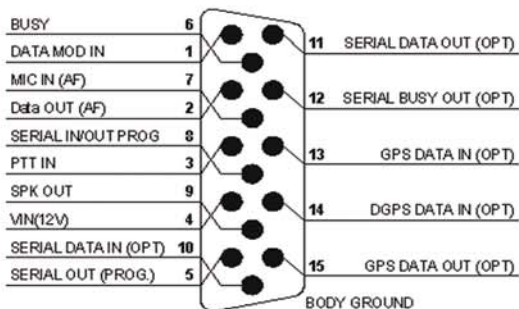 BUSY 6
DATA MOD IN 1
MIC IN (AF) 7
Data OUT (AF) 2
SERIAL IN/OUT PROG 8
PTT IN 3
SPK OUT 9
VIN(12V) 4
SERIAL DATA IN (OPT) 10
SERIAL OUT (PROG.) 5
11 SERIAL DATA OUT (OPT)
12 SERIAL BUSY OUT (OPT)
13 GPS DATA IN (OPT)
14 DGPS DATA IN (OPT)
15 GPS DATA OUT (OPT)
BODY GROUND